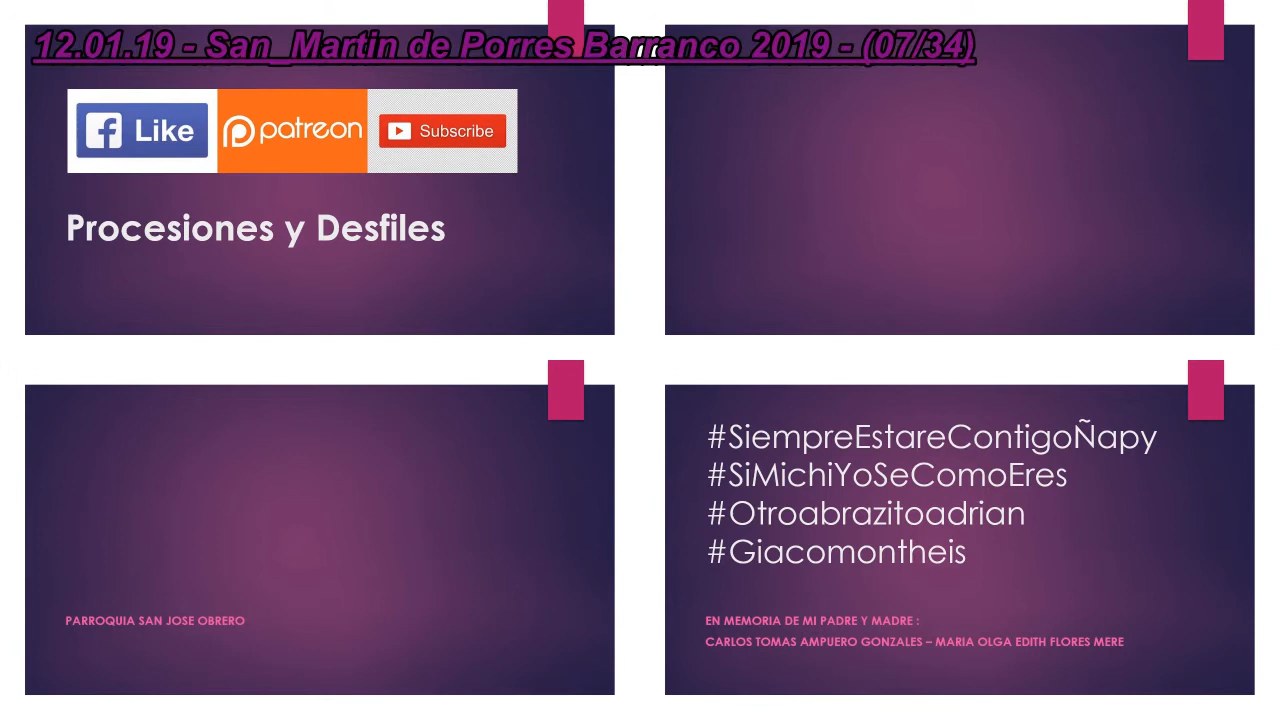 12.01.19 - San_Martin de Porres Barranco 2019 - (07/34)
Like
patreon
Subscribe
Procesiones y Desfiles
PARROQUIA SAN JOSE OBRERO
#SiempreEstareContigoÑapy
#SiMichiYoSeComoEres
#Otroabrazitoadrian
#Giacomontheis
EN MEMORIA DE MI PADRE Y MADRE :
CARLOS TOMAS AMPUERO GONZALES – MARIA OLGA EDITH FLORES MERE